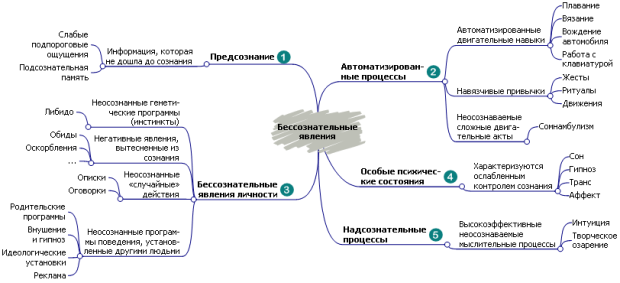 Бессознательные
явления
Предсознание
1
Информация, которая
не дошла до сознания
Слабые
подпороговые
ощущения
Подсознательная
память
Автоматизирован-
ные процессы
2
Автоматизированные
двигательные навыки
Плавание
Вязание
Вождение
автомобиля
Работа с
клавиатурой
Навязчивые привычки
Жесты
Ритуалы
Движения
Неосознаваемые
сложные двига-
тельные акты
Сомнамбулизм
Бессознательные
явления личности
3
Неосознанные генети-
ческие программы
(инстинкты)
Либидо
Негативные явления,
вытесненные из
сознания
Обиды
Оскорбления
...
Неосознанные
«случайные»
действия
Описки
Оговорки
Неосознанные програм-
мы поведения, установ-
ленные другими людьми
Родительские
программы
Внушение
и гипноз
Идеологические
установки
Реклама
Особые психичес-
кие состояния
4
Характеризуются
ослабленным
контролем сознания
Сон
Гипноз
Транс
Аффект
Надсознательные
процессы
5
Высокоэффективные
неосознаваемые
мыслительные процессы
Интуиция
Творческое
озарение